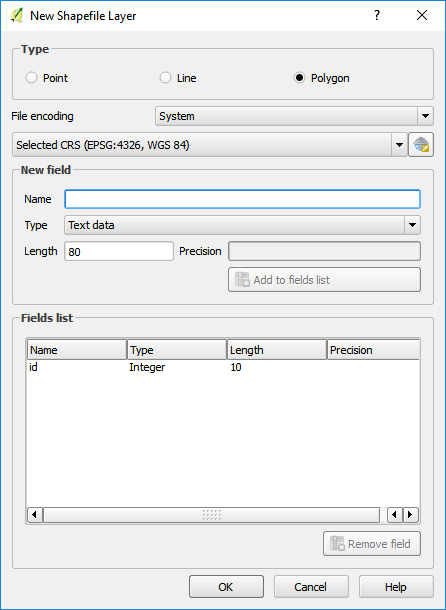 New Shapefile Layer ?
Type
Point Line Polygon
File encoding System
Selected CRS (EPSG:4326, WGS 84)
New field
Name
Type Text data
Length 80 Precision
Add to fields list
Fields list
Name Type Length Precision
id Integer 10
Remove field
OK Cancel Help